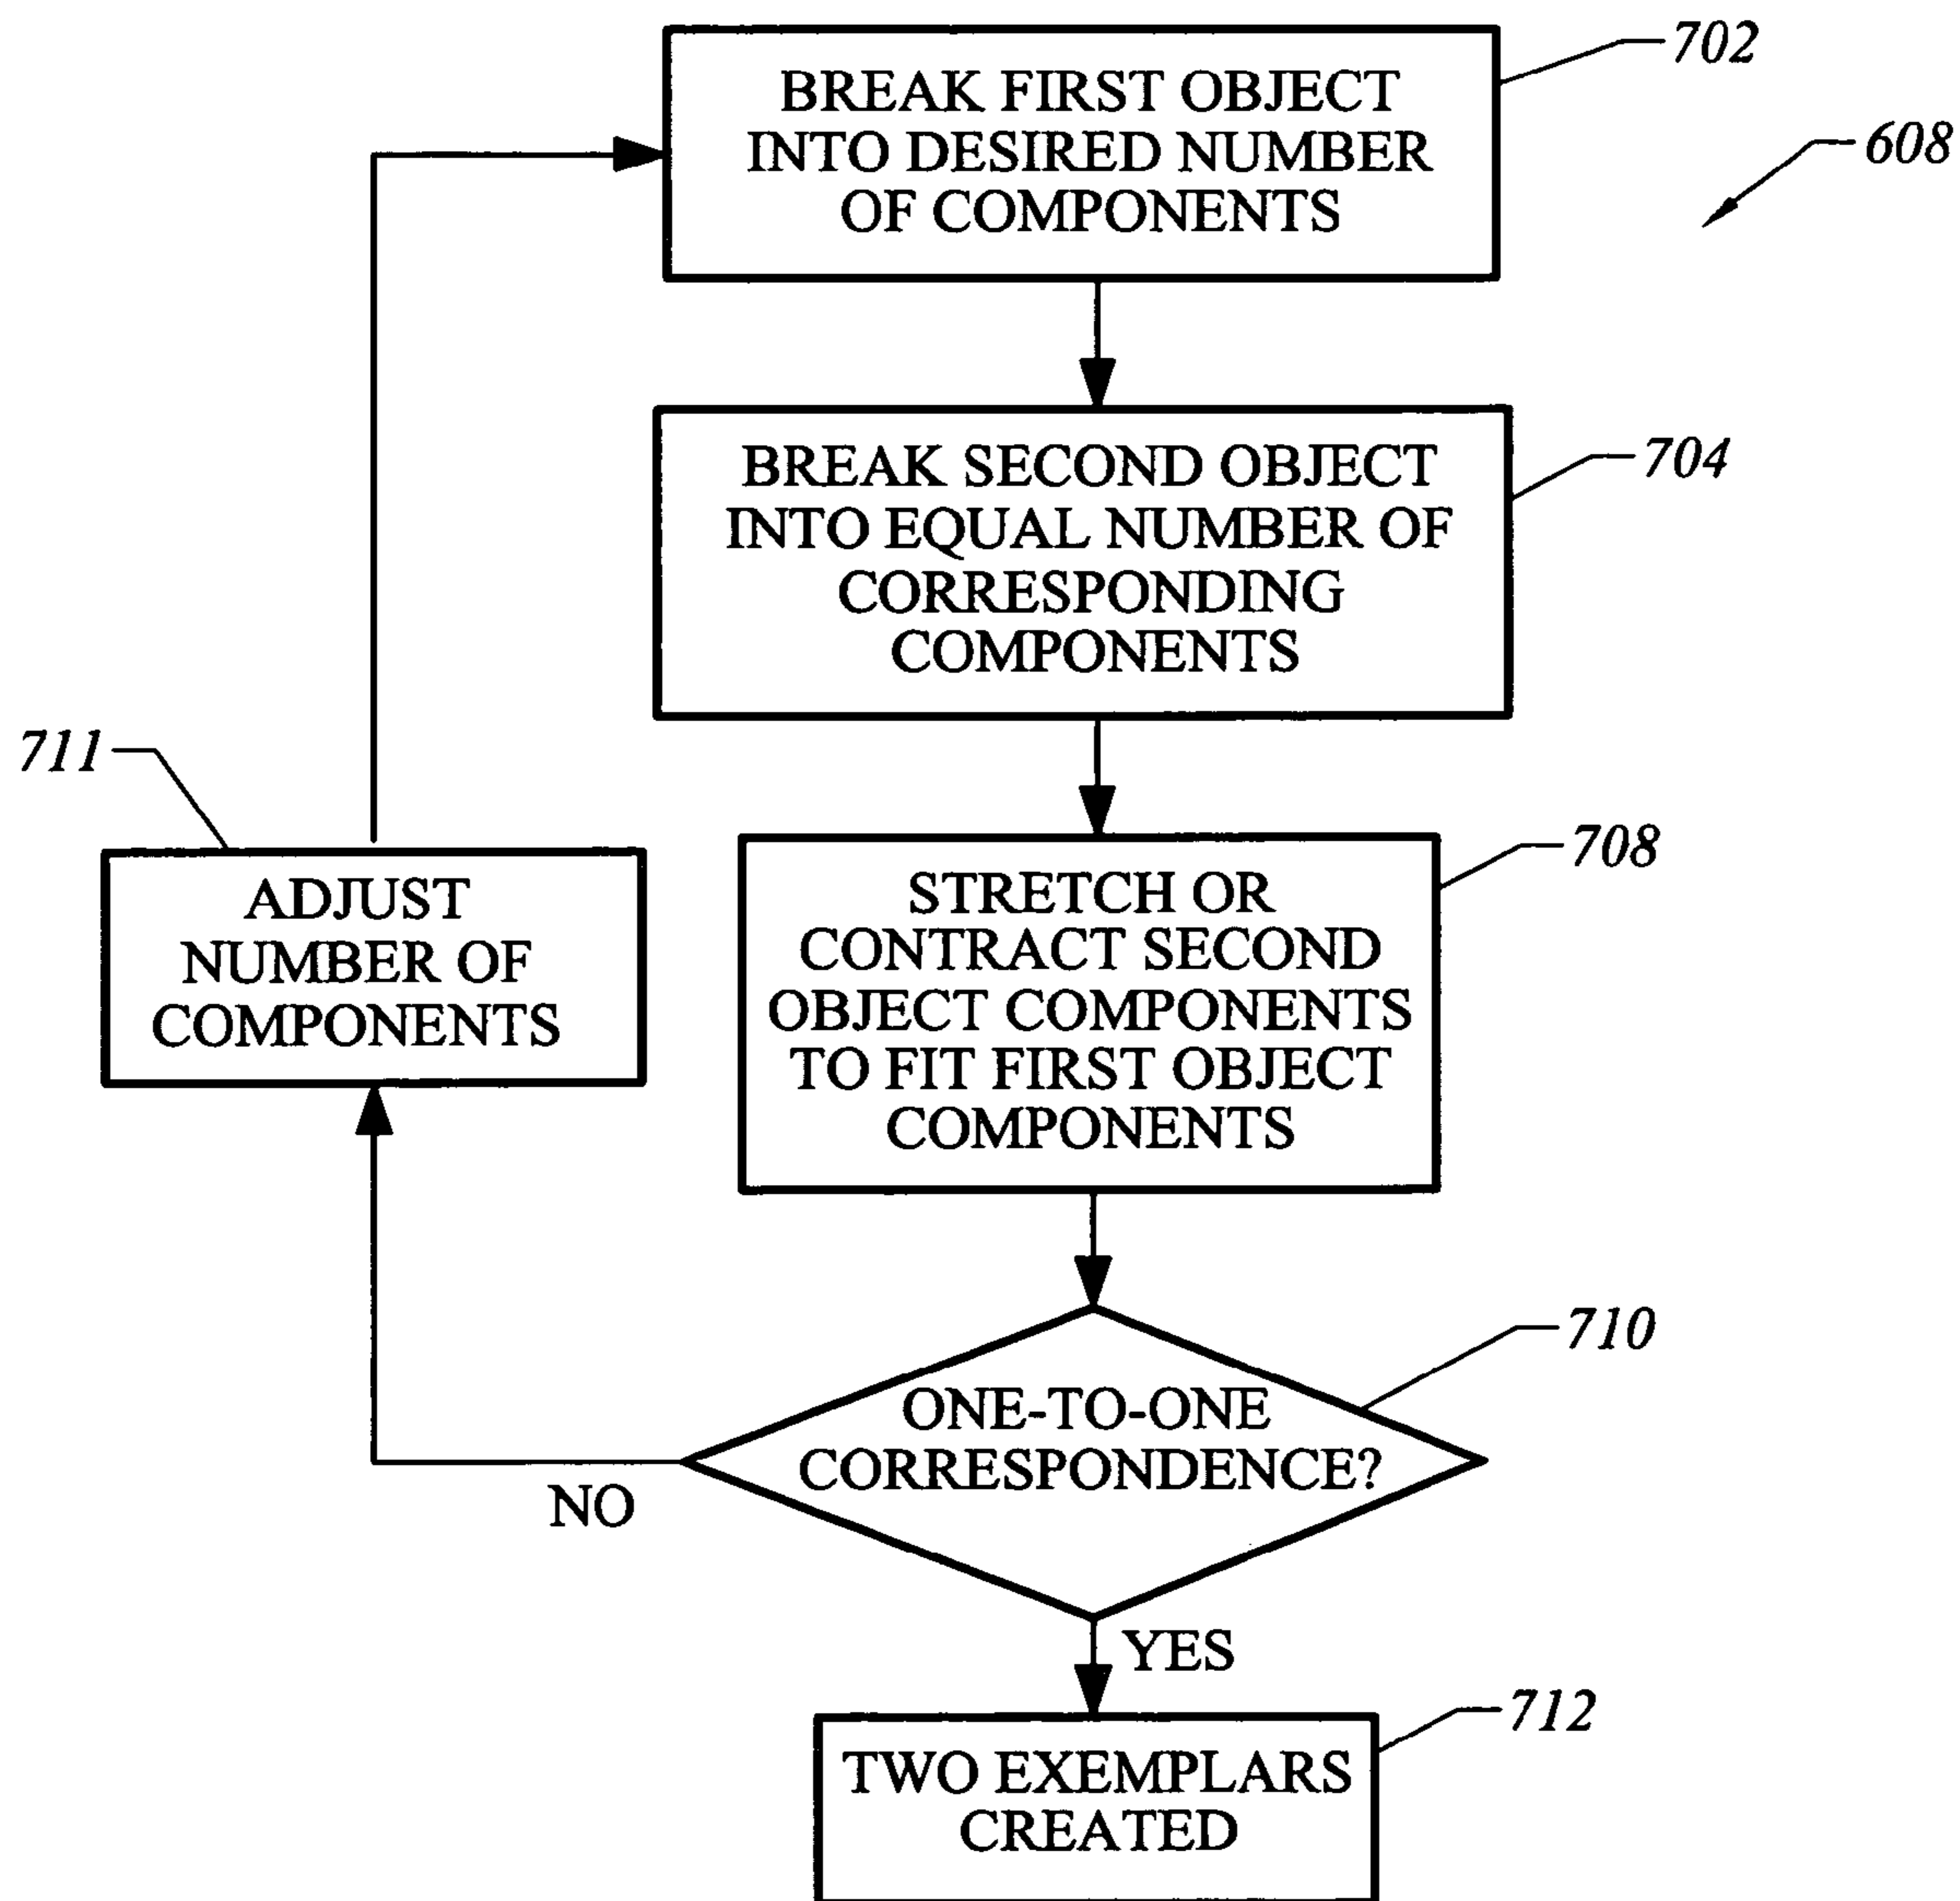 702
BREAK FIRST OBJECT
INTO DESIRED NUMBER
OF COMPONENTS
608
BREAK SECOND OBJECT
INTO EQUAL NUMBER OF
CORRESPONDING
COMPONENTS
704
711
ADJUST
NUMBER OF
COMPONENTS
708
STRETCH OR
CONTRACT SECOND
OBJECT COMPONENTS
TO FIT FIRST OBJECT
COMPONENTS
710
ONE-TO-ONE
CORRESPONDENCE?
NO
YES
712
TWO EXEMPLARS
CREATED